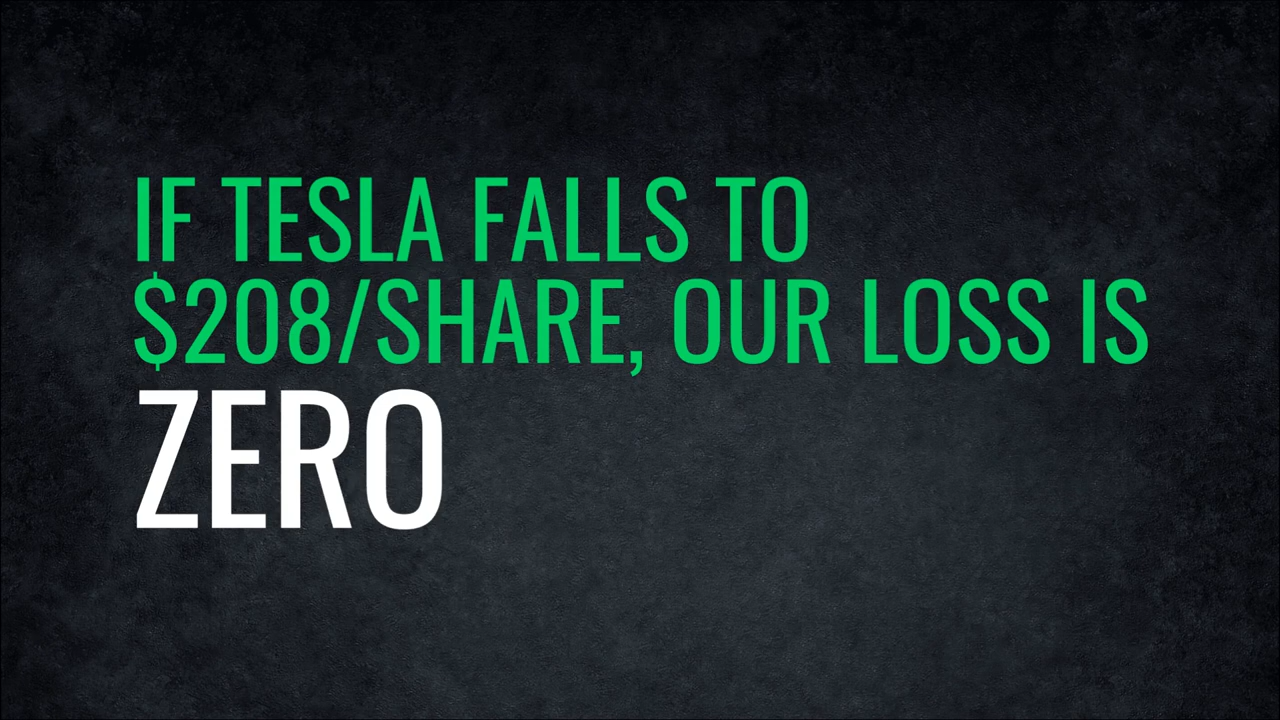 IF TESLA FALLS TO
$208/SHARE, OUR LOSS IS
ZERO